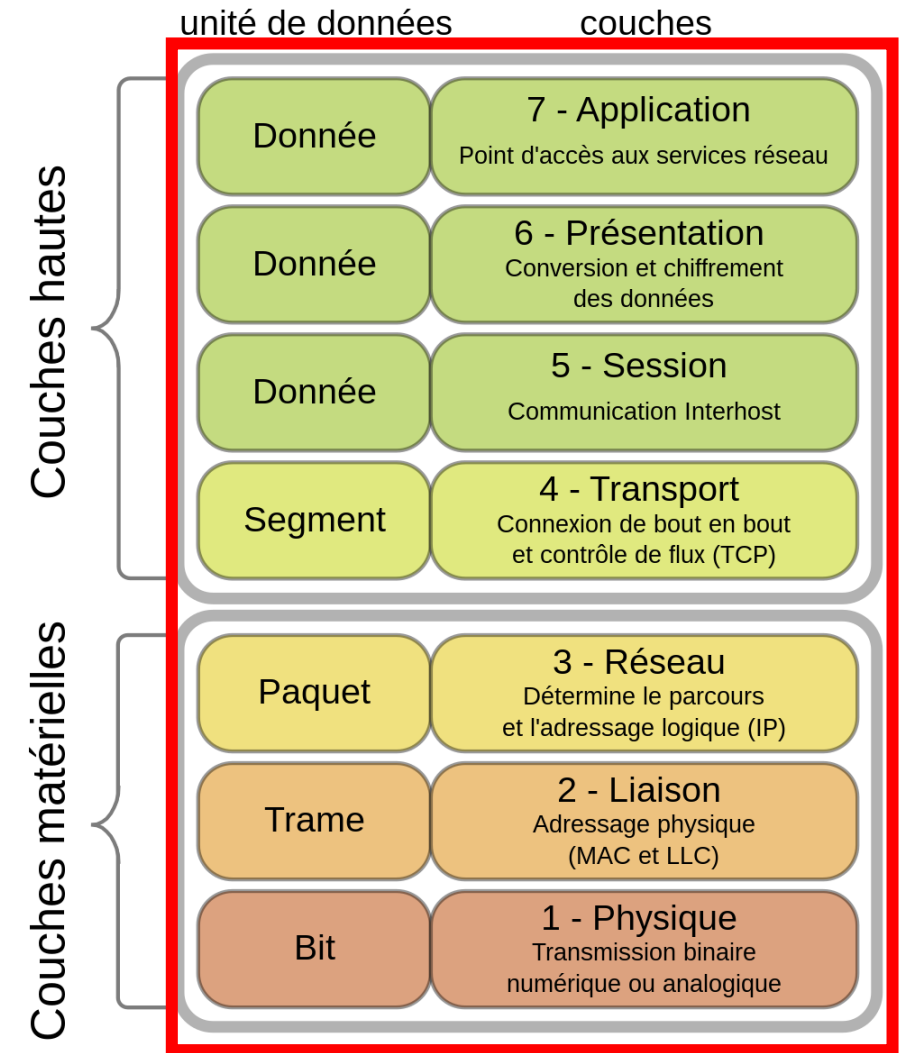 unité de données
couches
Couches hautes
Donnée
7 - Application
Point d'accès aux services réseau
Donnée
6 - Présentation
Conversion et chiffrement
des données
Donnée
5 - Session
Communication Interhost
Segment
4 - Transport
Connexion de bout en bout
et contrôle de flux (TCP)
Couches matérielles
Paquet
3 - Réseau
Détermine le parcours
et l'adressage logique (IP)
Trame
2 - Liaison
Adressage physique
(MAC et LLC)
Bit
1 - Physique
Transmission binaire
numérique ou analogique